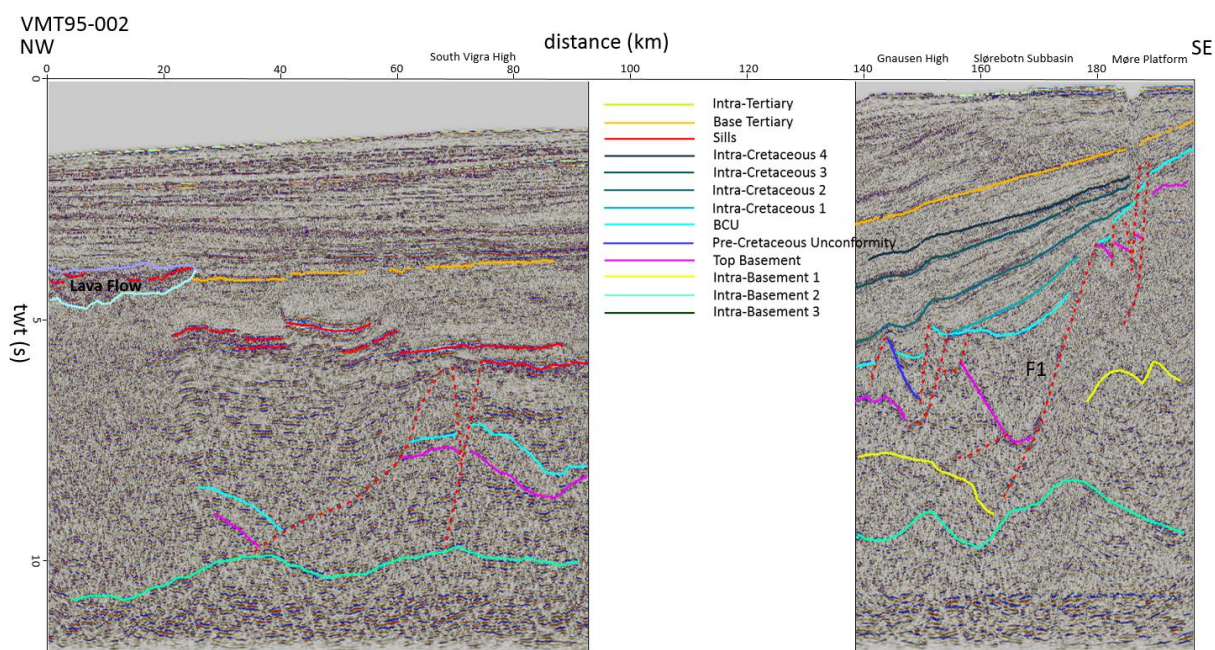 VMT95-002
NW
distance (km)
SE
South Vigra High
Gnausen High
Slørebotn Subbasin
Møre Platform
0 20 40 60 80 100 120 140 160 180
0
5
10
twt (s)
Intra-Tertiary
Base Tertiary
Sills
Intra-Cretaceous 4
Intra-Cretaceous 3
Intra-Cretaceous 2
Intra-Cretaceous 1
BCU
Pre-Cretaceous Unconformity
Top Basement
Intra-Basement 1
Intra-Basement 2
Intra-Basement 3
Lava Flow
F1